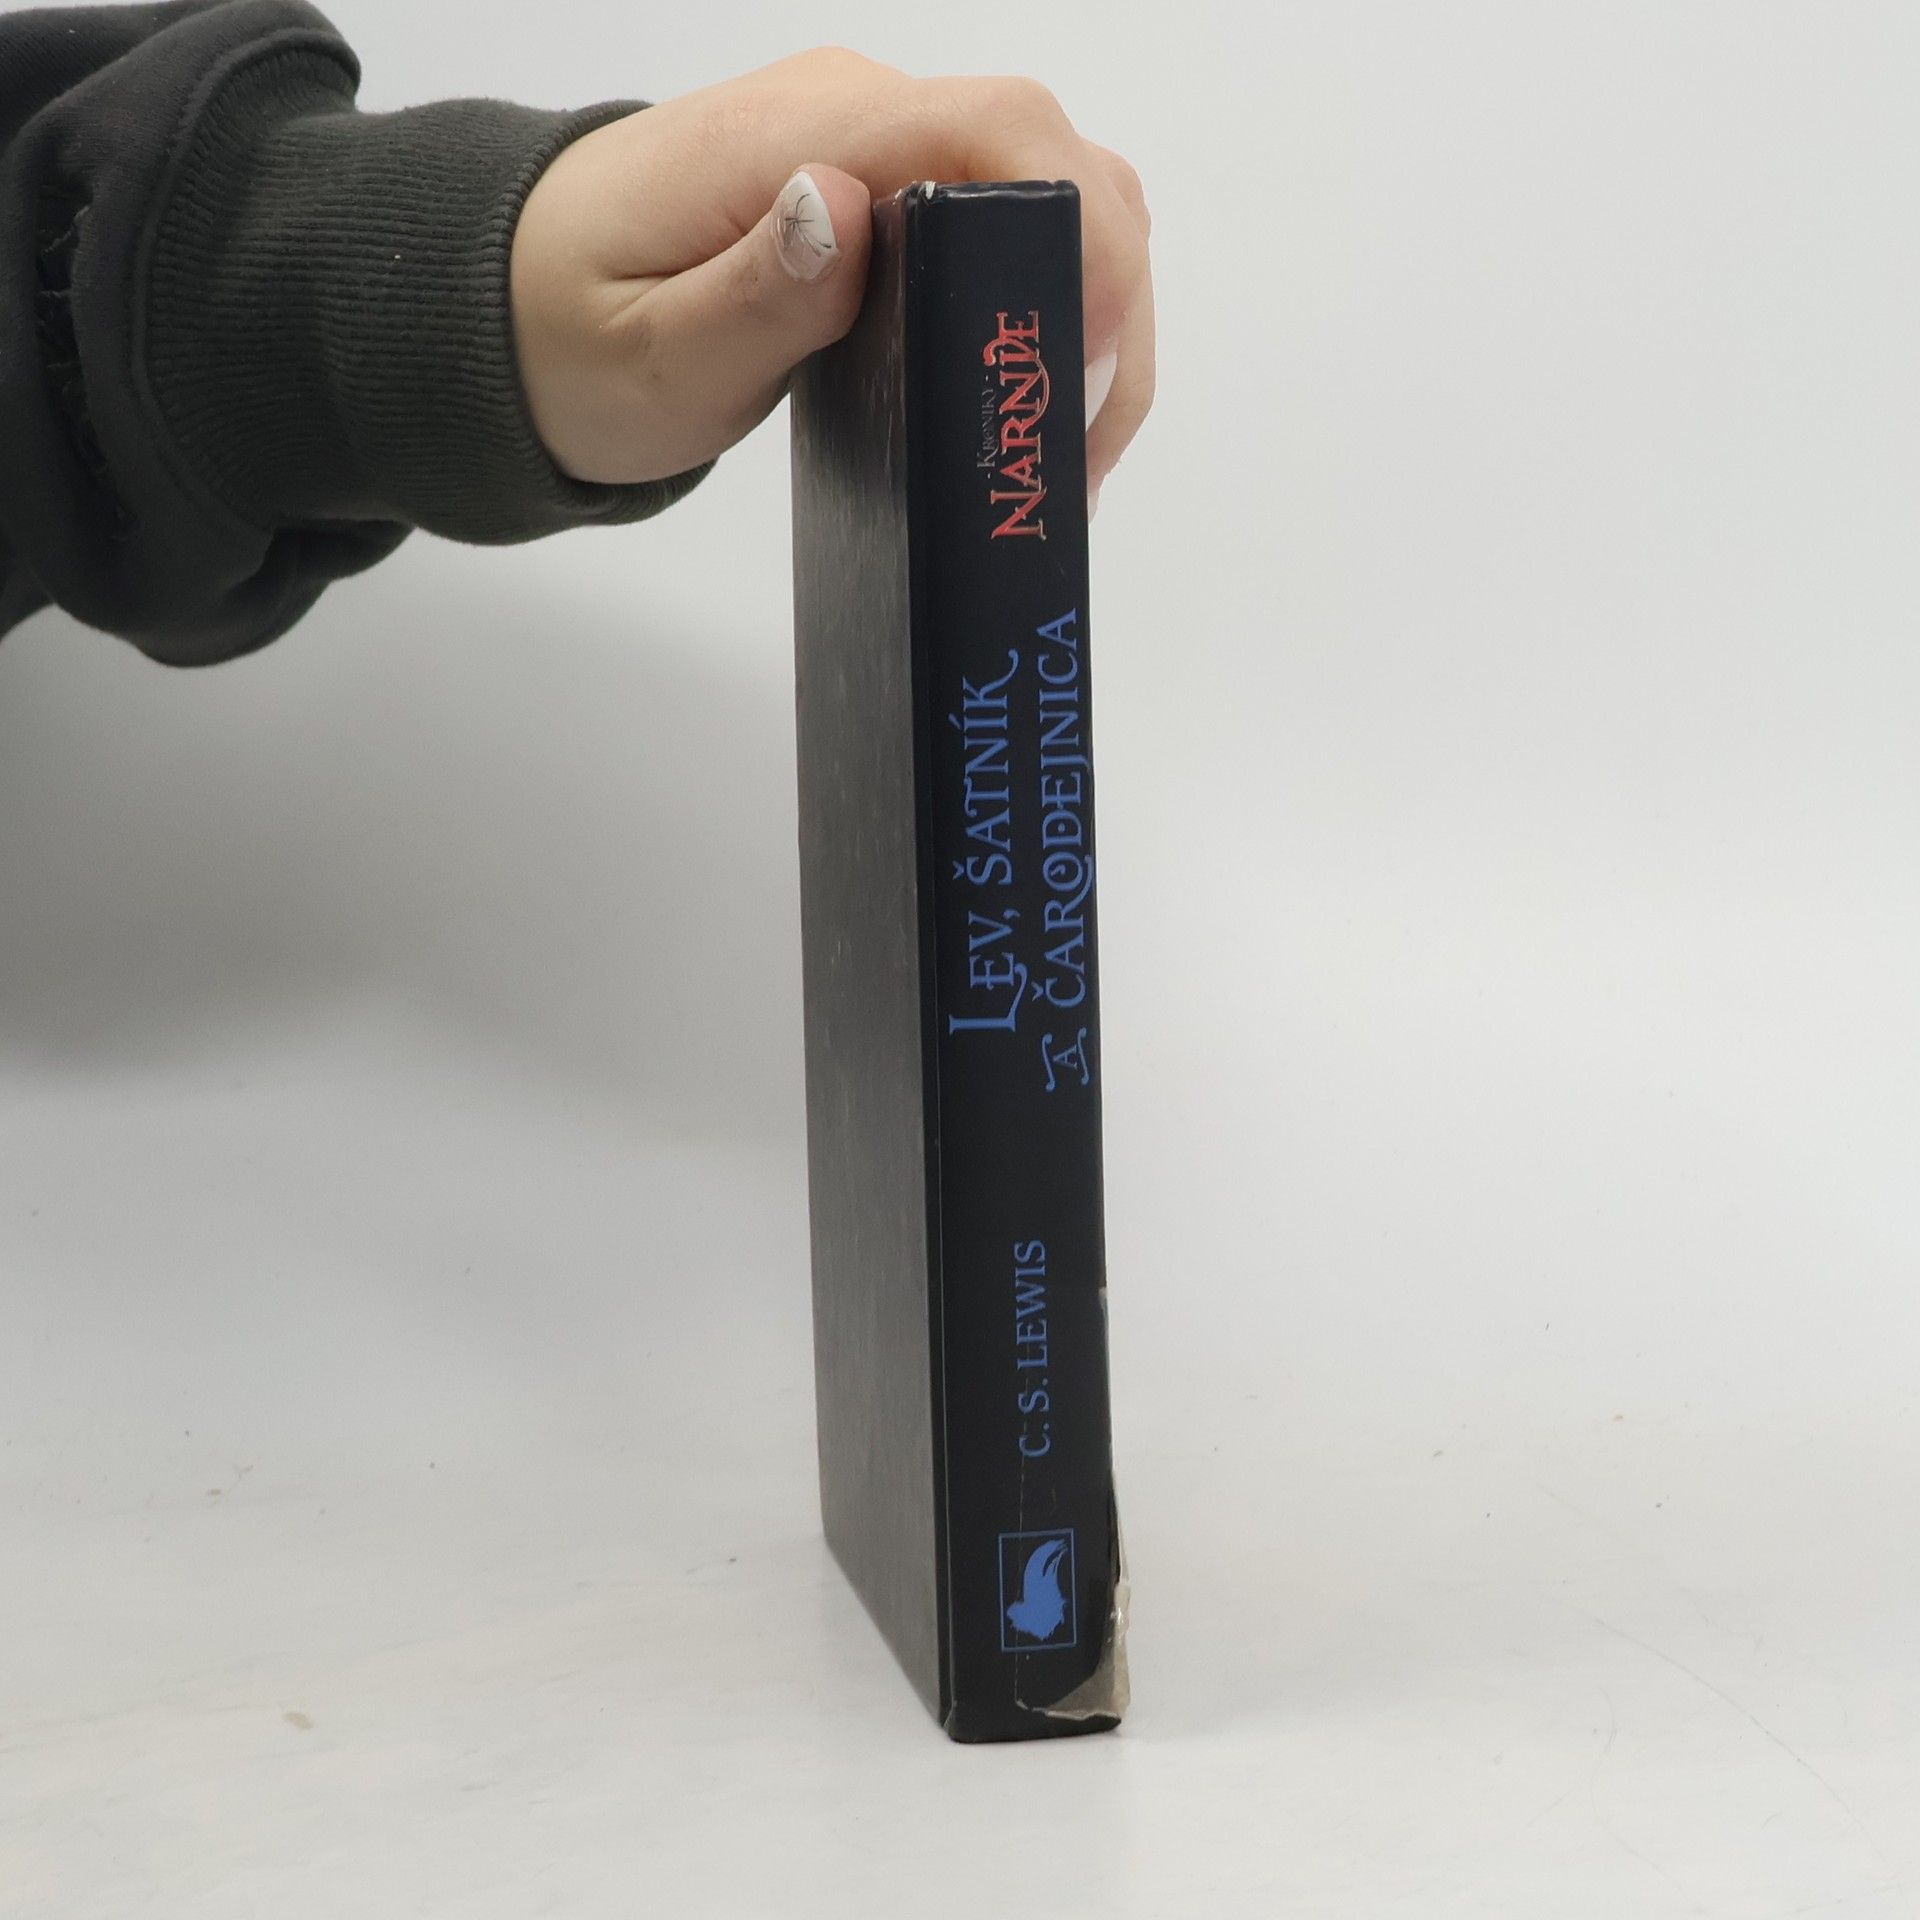 C. S. LEWIS
LEV, ŠATNÍK
A ČARODEJNICA
· KRONIKY ·
NARNIE